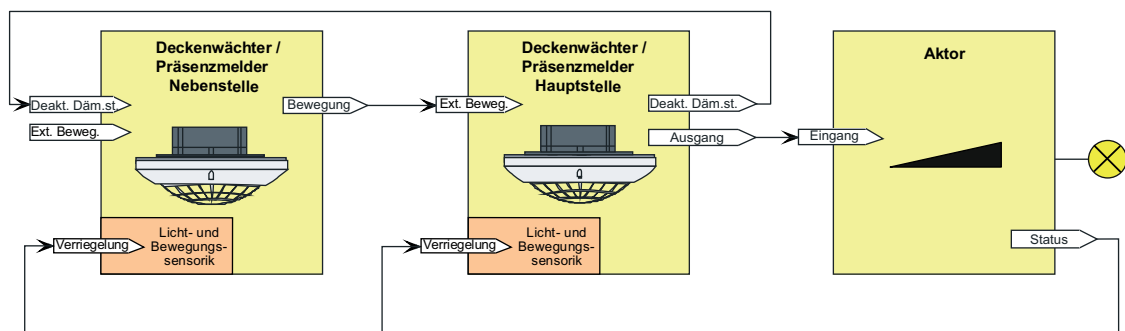 Deckenwächter /
Präsenzmelder
Nebenstelle
Deakt. Däm.st.
Ext. Beweg.
Bewegung
Verriegelung
Licht- und
Bewegungs-
sensorik
Deckenwächter /
Präsenzmelder
Hauptstelle
Ext. Beweg.
Deakt. Däm.st.
Ausgang
Verriegelung
Licht- und
Bewegungs-
sensorik
Aktor
Eingang
Status